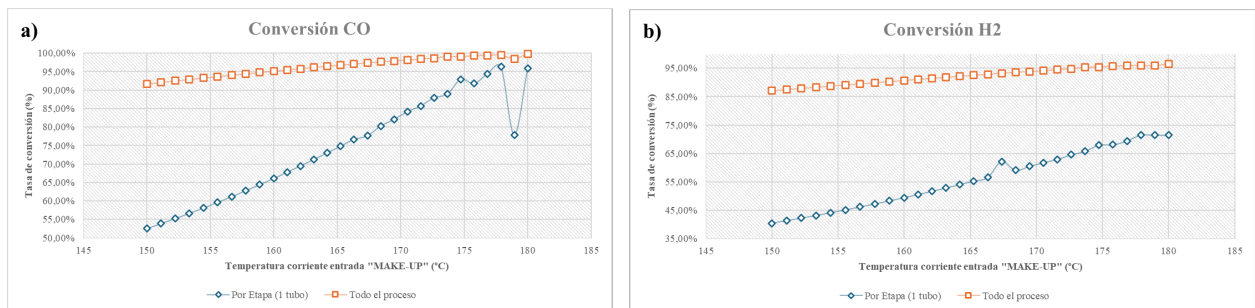 a)
Conversión CO
Tasa de conversión (%)
100,00%
95,00%
90,00%
85,00%
80,00%
75,00%
70,00%
65,00%
60,00%
55,00%
50,00%
145 150 155 160 165 170 175 180 185
Temperatura corriente entrada "MAKE-UP" (ºC)
Por Etapa (1 tubo) Todo el proceso
b)
Conversión H2
Tasa de conversión (%)
95,00%
85,00%
75,00%
65,00%
55,00%
45,00%
35,00%
145 150 155 160 165 170 175 180 185
Temperatura corriente entrada "MAKE-UP" (ºC)
Por Etapa (1 tubo) Todo el proceso